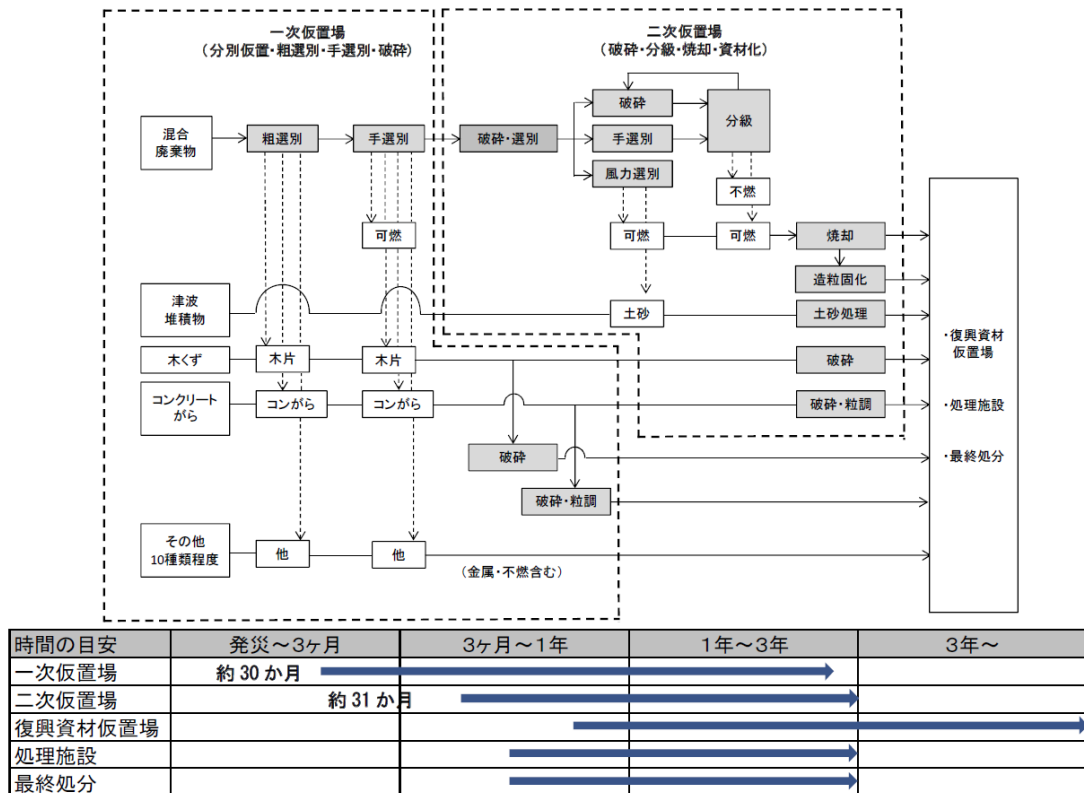 一次仮置場
(分別仮置・粗選別・手選別・破砕)
二次仮置場
(破砕・分級・焼却・資材化)
混合
廃棄物
粗選別
手選別
破砕・選別
破砕
手選別
風力選別
分級
不燃
可燃
可燃
可燃
焼却
造粒固化
津波
堆積物
土砂
土砂処理
木くず
木片
木片
破砕
コンクリート
がら
コンがら
コンがら
破砕・粒調
破砕
破砕・粒調
その他
10種類程度
他
他
(金属・不燃含む)
・復興資材
仮置場
・処理施設
・最終処分
時間の目安 発災～3ヶ月 3ヶ月～1年 1年～3年 3年～
一次仮置場 約30か月
二次仮置場 約31か月
復興資材仮置場
処理施設
最終処分